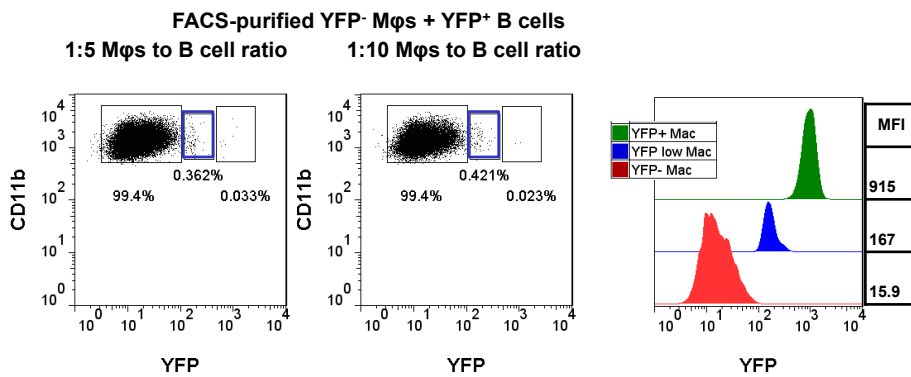 FACS-purified YFP⁻ Mφs + YFP⁺ B cells
1:5 Mφs to B cell ratio
1:10 Mφs to B cell ratio
CD11b
10⁴
10³
10²
10¹
10⁰
99.4%
0.362%
0.033%
10⁰ 10¹ 10² 10³ 10⁴
YFP
CD11b
10⁴
10³
10²
10¹
10⁰
99.4%
0.421%
0.023%
10⁰ 10¹ 10² 10³ 10⁴
YFP
YFP+ Mac
YFP low Mac
YFP- Mac
MFI
915
167
15.9
10⁰ 10¹ 10² 10³ 10⁴
YFP